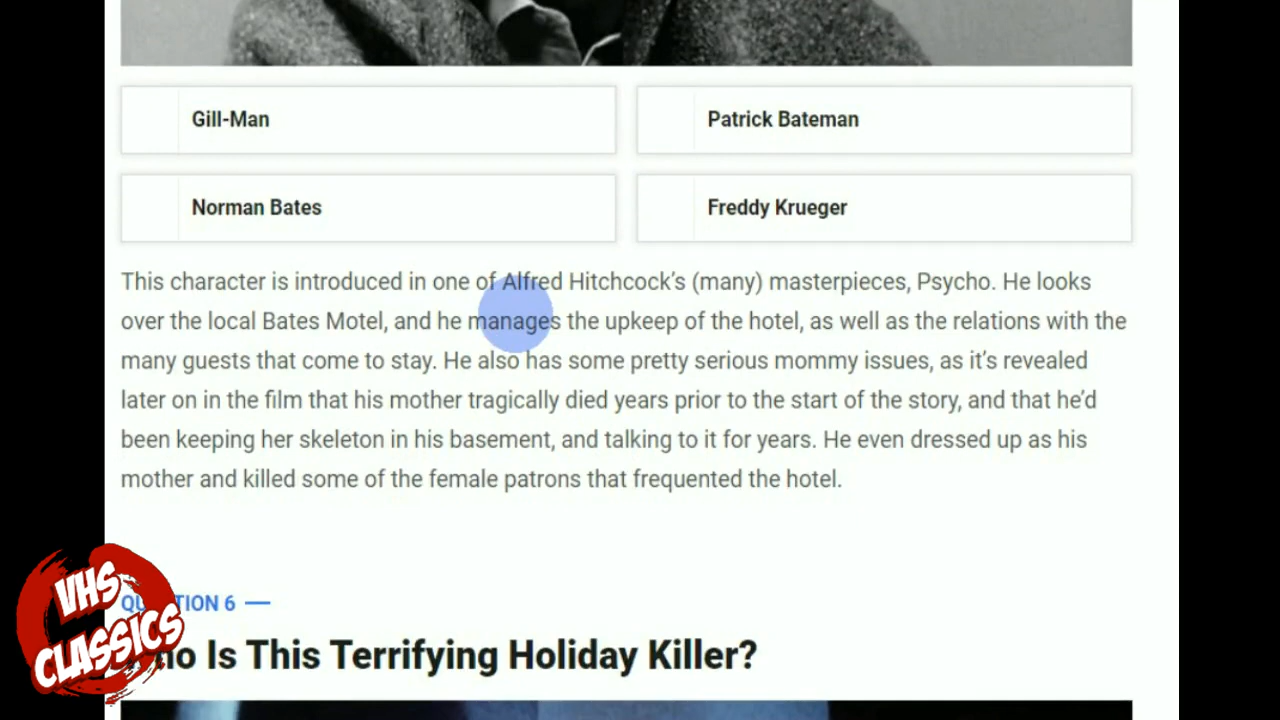 Gill-Man
Patrick Bateman
Norman Bates
Freddy Krueger
This character is introduced in one of Alfred Hitchcock's (many) masterpieces, Psycho. He looks
over the local Bates Motel, and he manages the upkeep of the hotel, as well as the relations with the
many guests that come to stay. He also has some pretty serious mommy issues, as it's revealed
later on in the film that his mother tragically died years prior to the start of the story, and that he'd
been keeping her skeleton in his basement, and talking to it for years. He even dressed up as his
mother and killed some of the female patrons that frequented the hotel.
QU TION 6
ho Is This Terrifying Holiday Killer?
VHS
CLASSICS